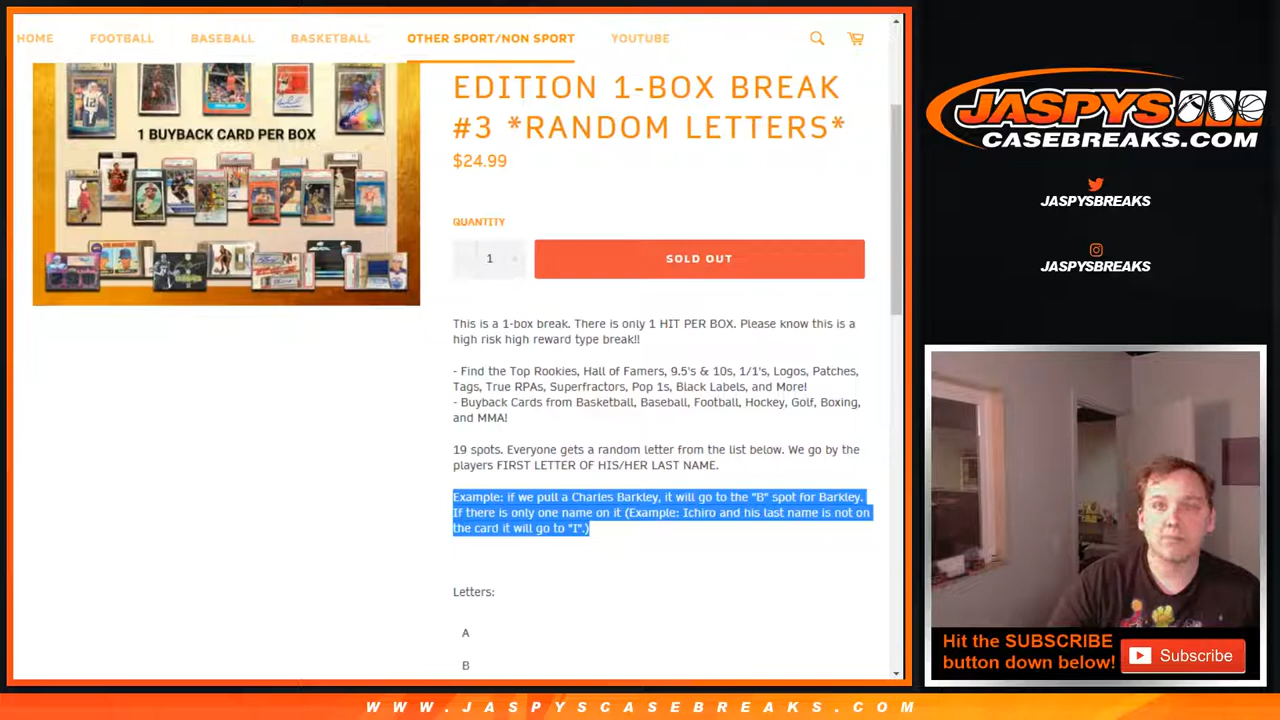 HOME FOOTBALL BASEBALL BASKETBALL OTHER SPORT/NON SPORT YOUTUBE
1 BUYBACK CARD PER BOX
EDITION 1-BOX BREAK
#3 *RANDOM LETTERS*
$24.99
QUANTITY
1
SOLD OUT
This is a 1-box break. There is only 1 HIT PER BOX. Please know this is a
high risk high reward type break!!
- Find the Top Rookies, Hall of Famers, 9.5's & 10s, 1/1's, Logos, Patches,
Tags, True RPAs, Superfractors, Pop 1s, Black Labels, and More!
- Buyback Cards from Basketball, Baseball, Football, Hockey, Golf, Boxing,
and MMA!
19 spots. Everyone gets a random letter from the list below. We go by the
players FIRST LETTER OF HIS/HER LAST NAME.
Example: if we pull a Charles Barkley, it will go to the "B" spot for Barkley.
If there is only one name on it (Example: Ichiro and his last name is not on
the card it will go to "I".)
Letters:
A
B
JASPYS
CASEBREAKS.COM
JASPYSBREAKS
JASPYSBREAKS
Hit the SUBSCRIBE
button down below!
Subscribe
WWW.JASPYSCASEBREAKS.COM